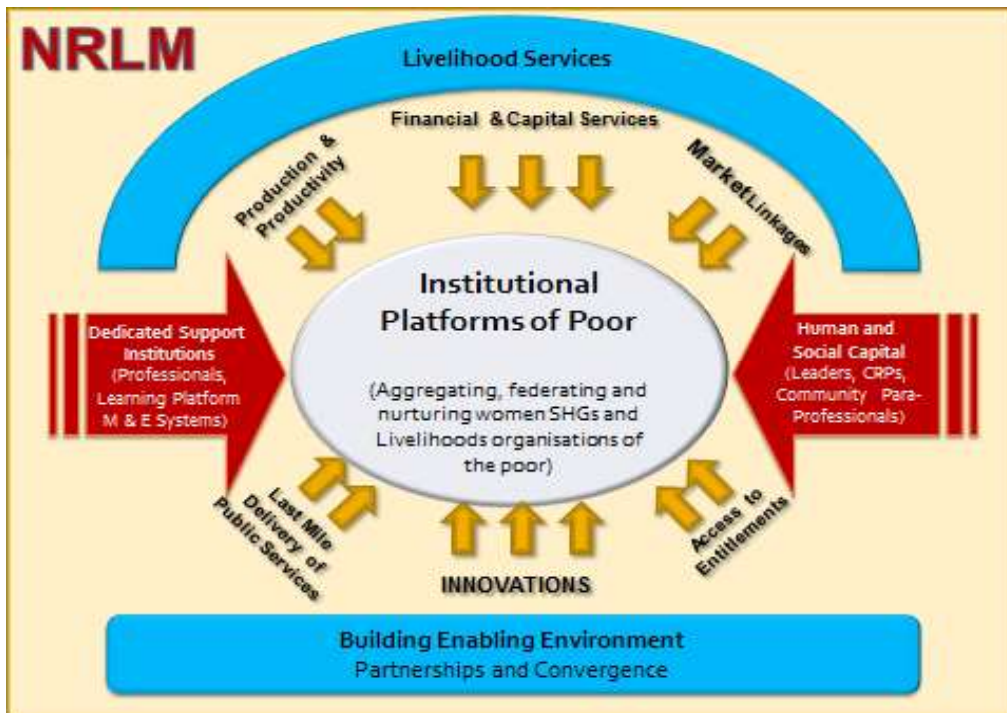 NRLM
Livelihood Services
Financial & Capital Services
Production &
Productivity
Market Linkages
Institutional
Platforms of Poor
(Aggregating, federating and
nurturing women SHGs and
Livelihoods organisations of
the poor)
Dedicated Support
Institutions
(Professionals,
Learning Platform
M & E Systems)
Human and
Social Capital
(Leaders, CRPs,
Community Para-
Professionals)
Last Mile
Delivery of
Public Services
INNOVATIONS
Access to
Entitlements
Building Enabling Environment
Partnerships and Convergence